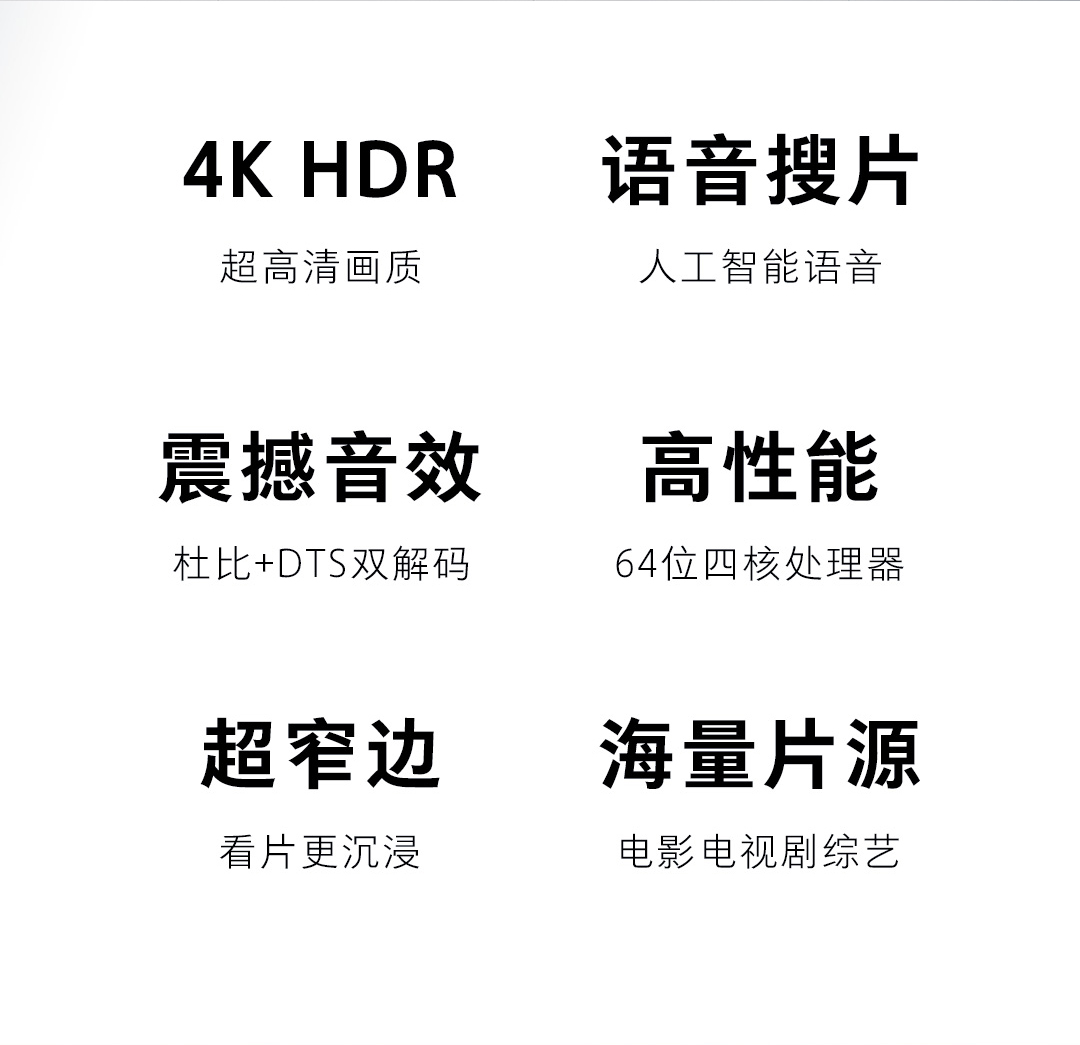 4K HDR
语音搜片
超高清画质
人工智能语音
震撼音效
高性能
杜比+DTS双解码
64位四核处理器
超窄边
海量片源
看片更沉浸
电影电视剧综艺